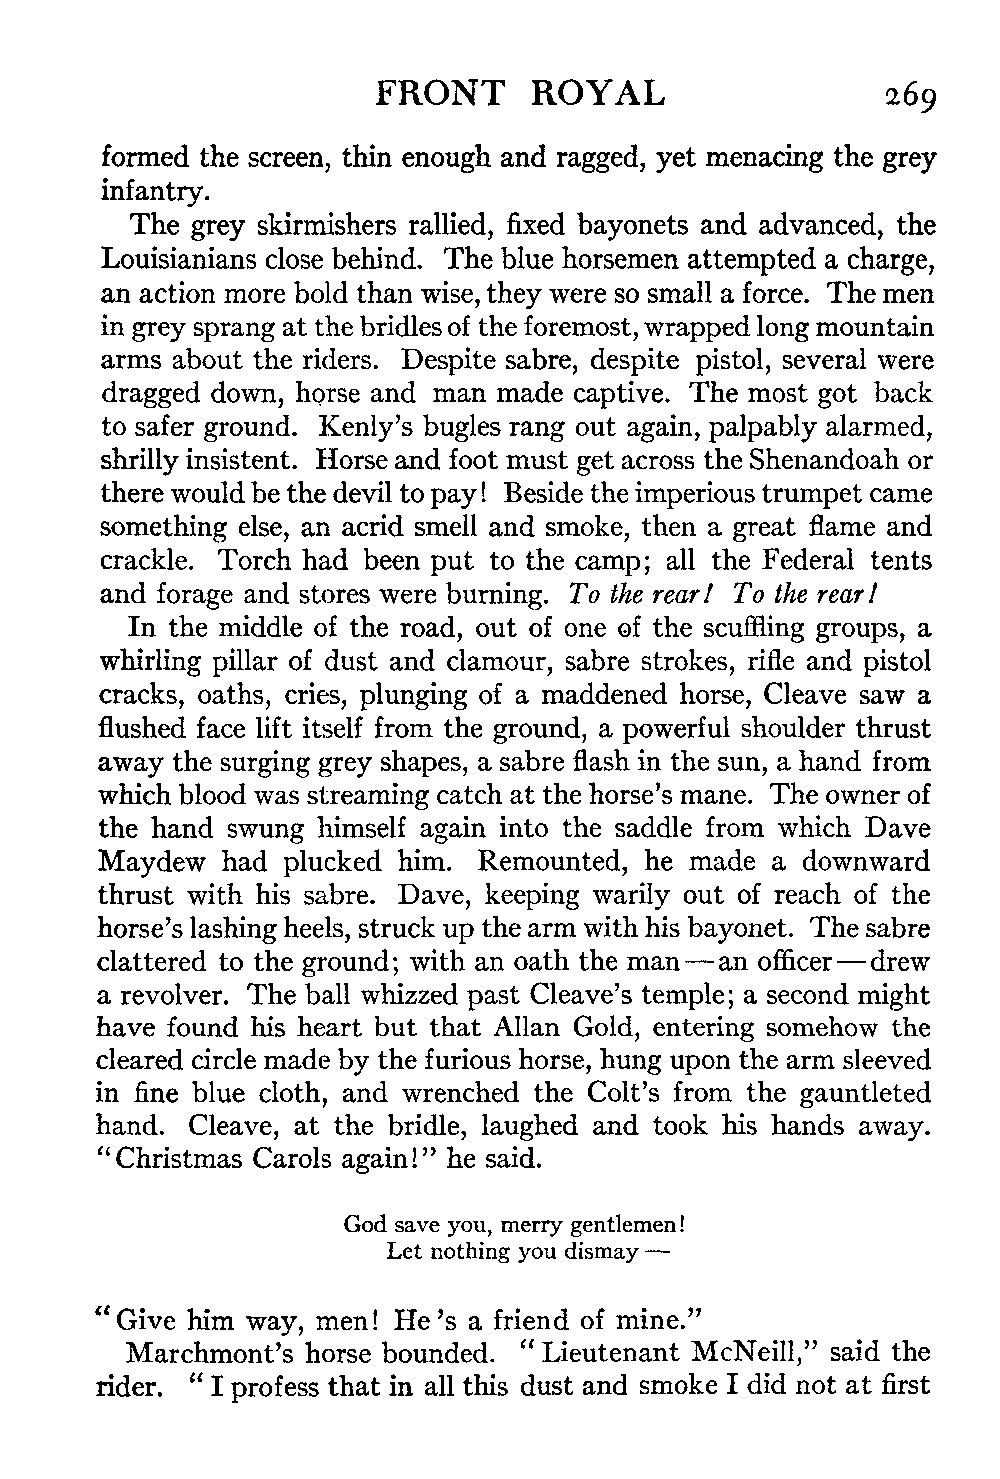 FRONT ROYAL 269
formed the screen, thin enough and ragged, yet menacing the grey
infantry.
The grey skirmishers rallied, fixed bayonets and advanced, the
Louisianians close behind. The blue horsemen attempted a charge,
an action more bold than wise, they were so small a force. The men
in grey sprang at the bridles of the foremost, wrapped long mountain
arms about the riders. Despite sabre, despite pistol, several were
dragged down, horse and man made captive. The most got back
to safer ground. Kenly's bugles rang out again, palpably alarmed,
shrilly insistent. Horse and foot must get across the Shenandoah or
there would be the devil to pay! Beside the imperious trumpet came
something else, an acrid smell and smoke, then a great flame and
crackle. Torch had been put to the camp; all the Federal tents
and forage and stores were burning. To the rear! To the rear!
In the middle of the road, out of one of the scuffling groups, a
whirling pillar of dust and clamour, sabre strokes, rifle and pistol
cracks, oaths, cries, plunging of a maddened horse, Cleave saw a
flushed face lift itself from the ground, a powerful shoulder thrust
away the surging grey shapes, a sabre flash in the sun, a hand from
which blood was streaming catch at the horse's mane. The owner of
the hand swung himself again into the saddle from which Dave
Maydew had plucked him. Remounted, he made a downward
thrust with his sabre. Dave, keeping warily out of reach of the
horse's lashing heels, struck up the arm with his bayonet. The sabre
clattered to the ground; with an oath the man—an officer—drew
a revolver. The ball whizzed past Cleave's temple; a second might
have found his heart but that Allan Gold, entering somehow the
cleared circle made by the furious horse, hung upon the arm sleeved
in fine blue cloth, and wrenched the Colt's from the gauntleted
hand. Cleave, at the bridle, laughed and took his hands away.
"Christmas Carols again!" he said.
God save you, merry gentlemen!
Let nothing you dismay —
"Give him way, men! He's a friend of mine."
Marchmont's horse bounded. "Lieutenant McNeill," said the
rider. "I profess that in all this dust and smoke I did not at first